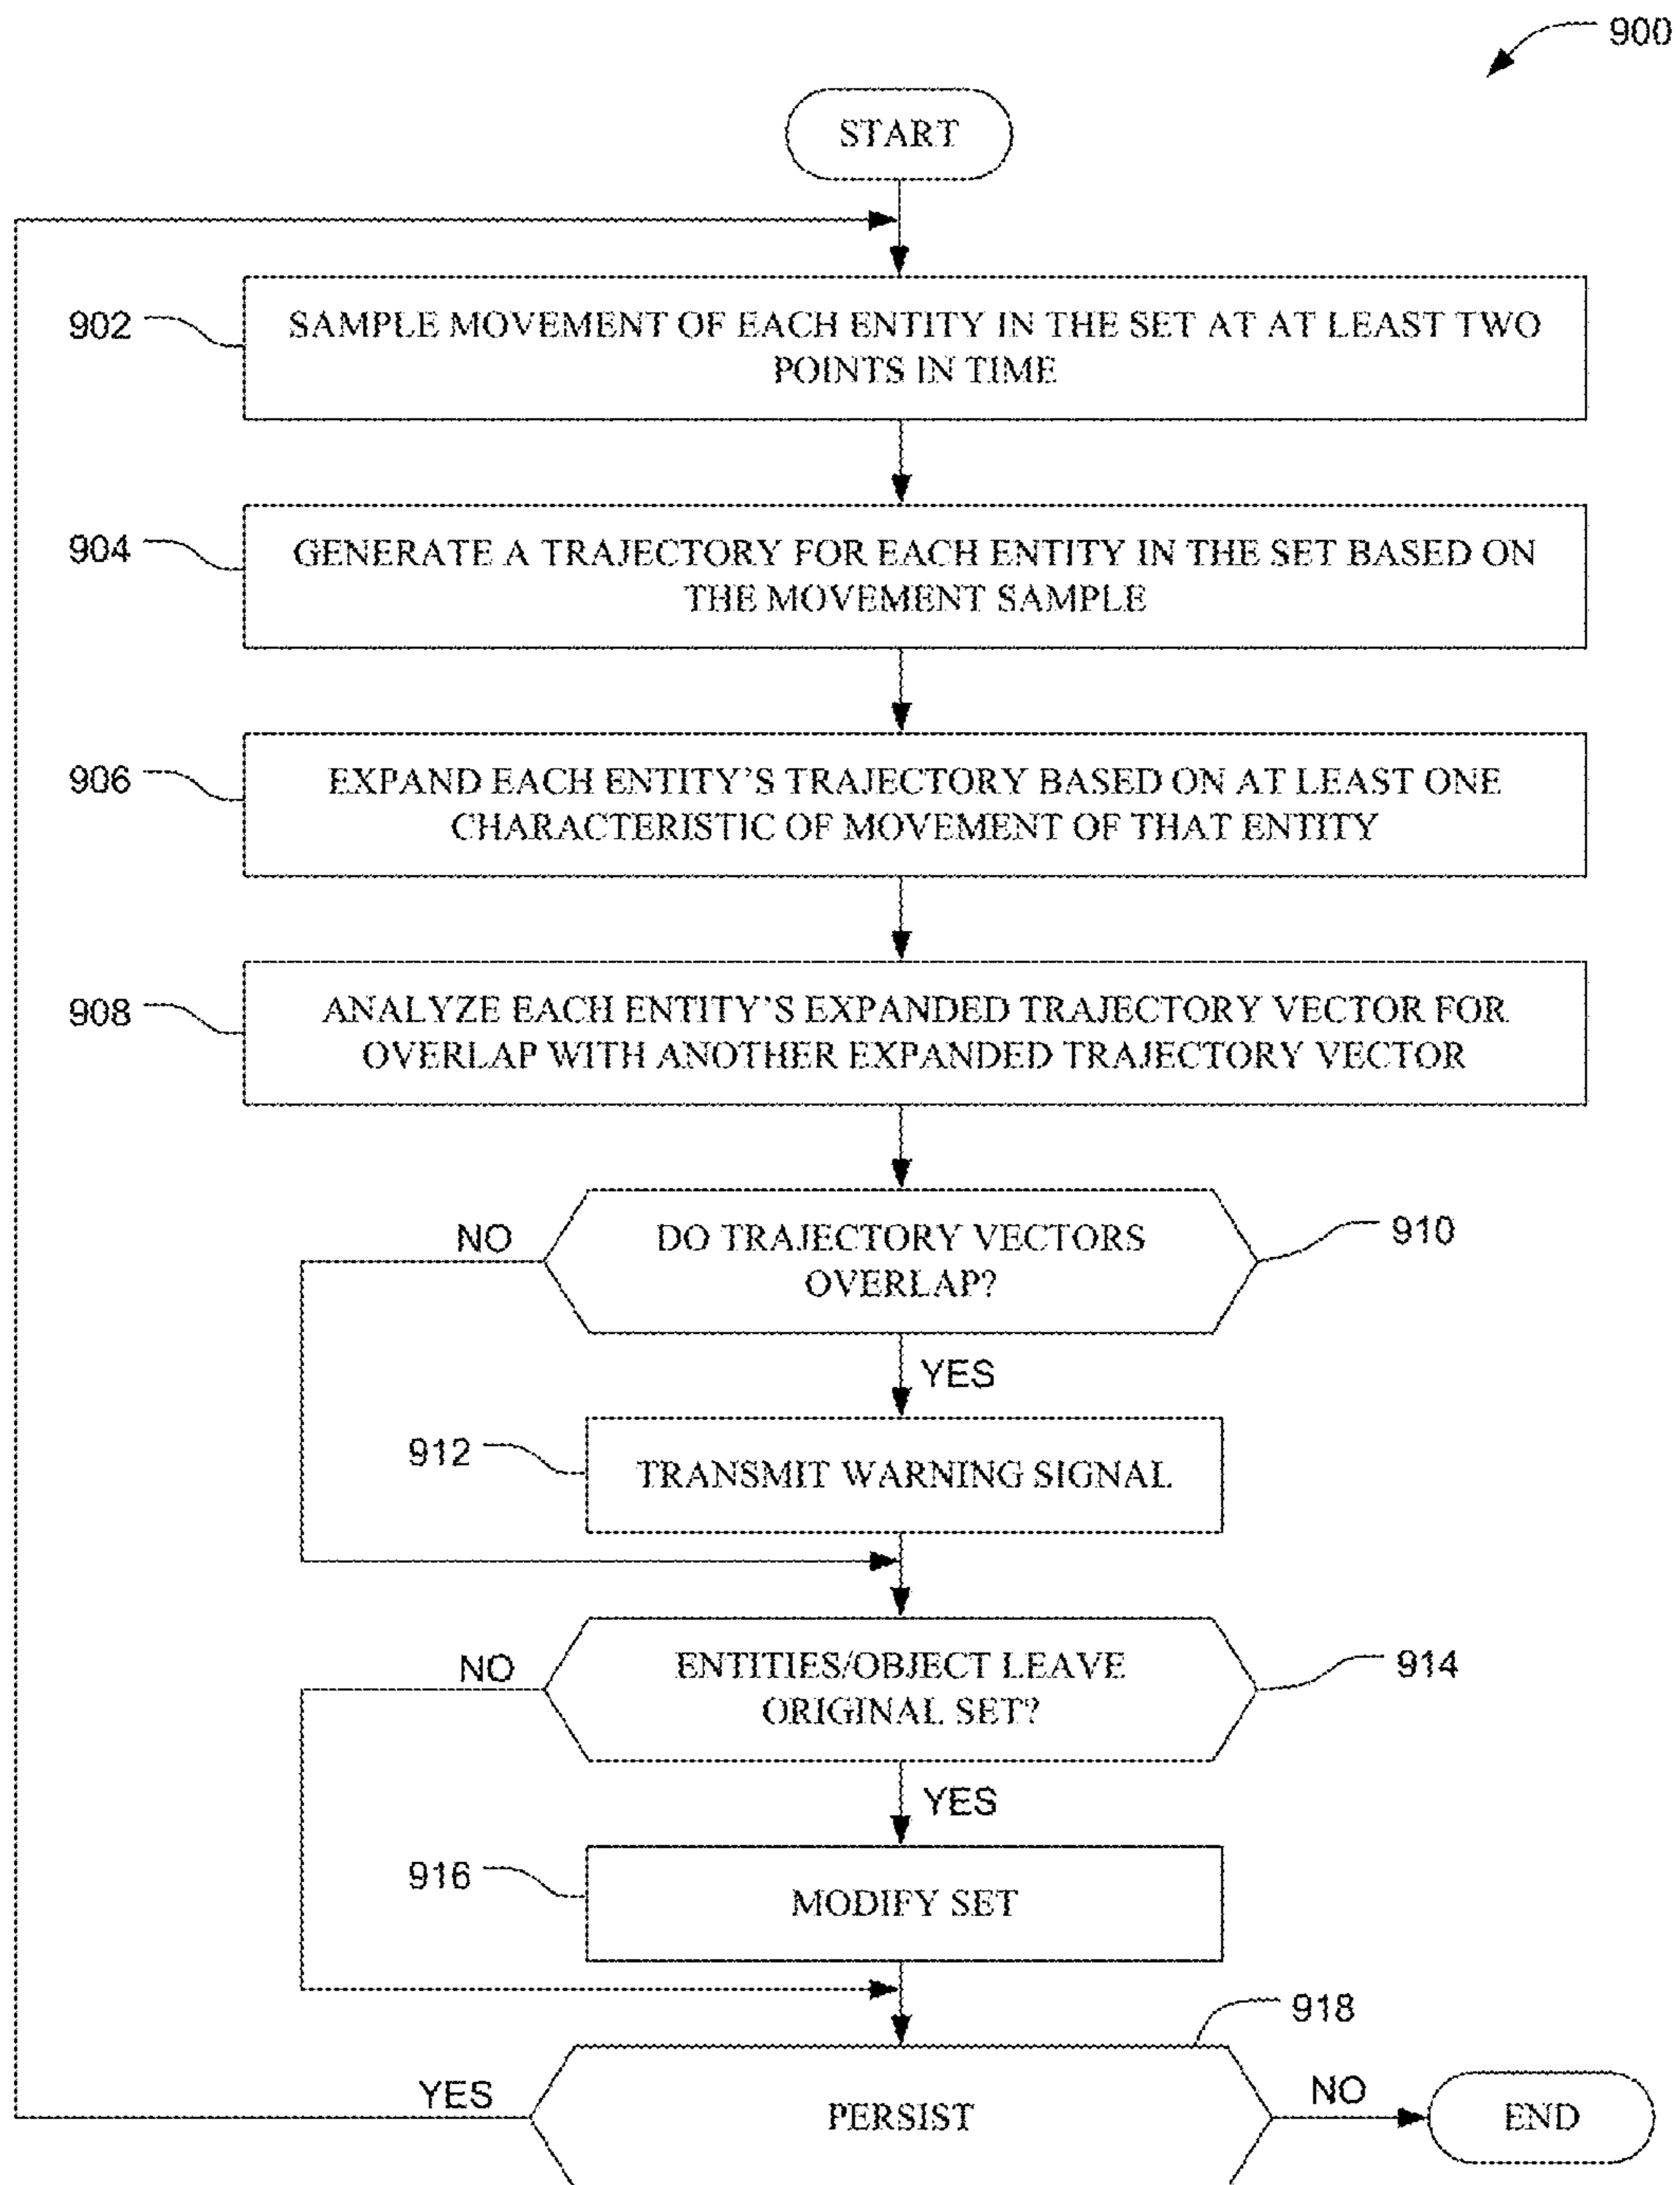 900
START
902
SAMPLE MOVEMENT OF EACH ENTITY IN THE SET AT AT LEAST TWO
POINTS IN TIME
904
GENERATE A TRAJECTORY FOR EACH ENTITY IN THE SET BASED ON
THE MOVEMENT SAMPLE
906
EXPAND EACH ENTITY'S TRAJECTORY BASED ON AT LEAST ONE
CHARACTERISTIC OF MOVEMENT OF THAT ENTITY
908
ANALYZE EACH ENTITY'S EXPANDED TRAJECTORY VECTOR FOR
OVERLAP WITH ANOTHER EXPANDED TRAJECTORY VECTOR
NO
DO TRAJECTORY VECTORS
OVERLAP?
910
YES
912
TRANSMIT WARNING SIGNAL
NO
ENTITIES/OBJECT LEAVE
ORIGINAL SET?
914
YES
916
MODIFY SET
918
YES
PERSIST
NO
END